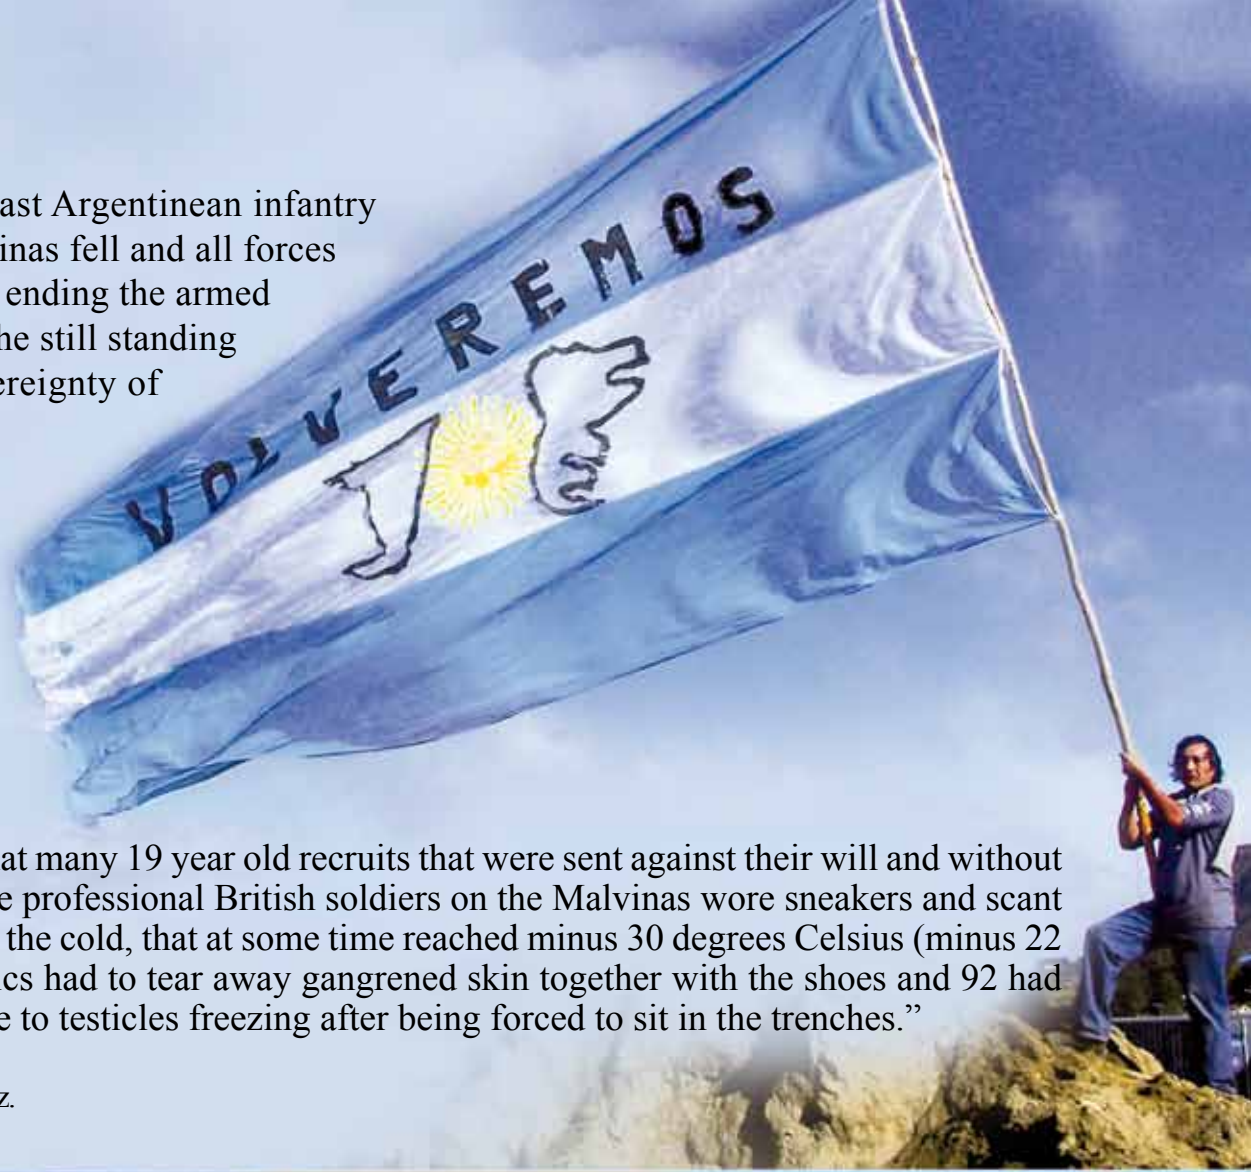 ast Argentinean infantry
inas fell and all forces
ending the armed
he still standing
ereignty of
VOLVEREMOS
at many 19 year old recruits that were sent against their will and without
e professional British soldiers on the Malvinas wore sneakers and scant
the cold, that at some time reached minus 30 degrees Celsius (minus 22
cs had to tear away gangrened skin together with the shoes and 92 had
e to testicles freezing after being forced to sit in the trenches.”
z.